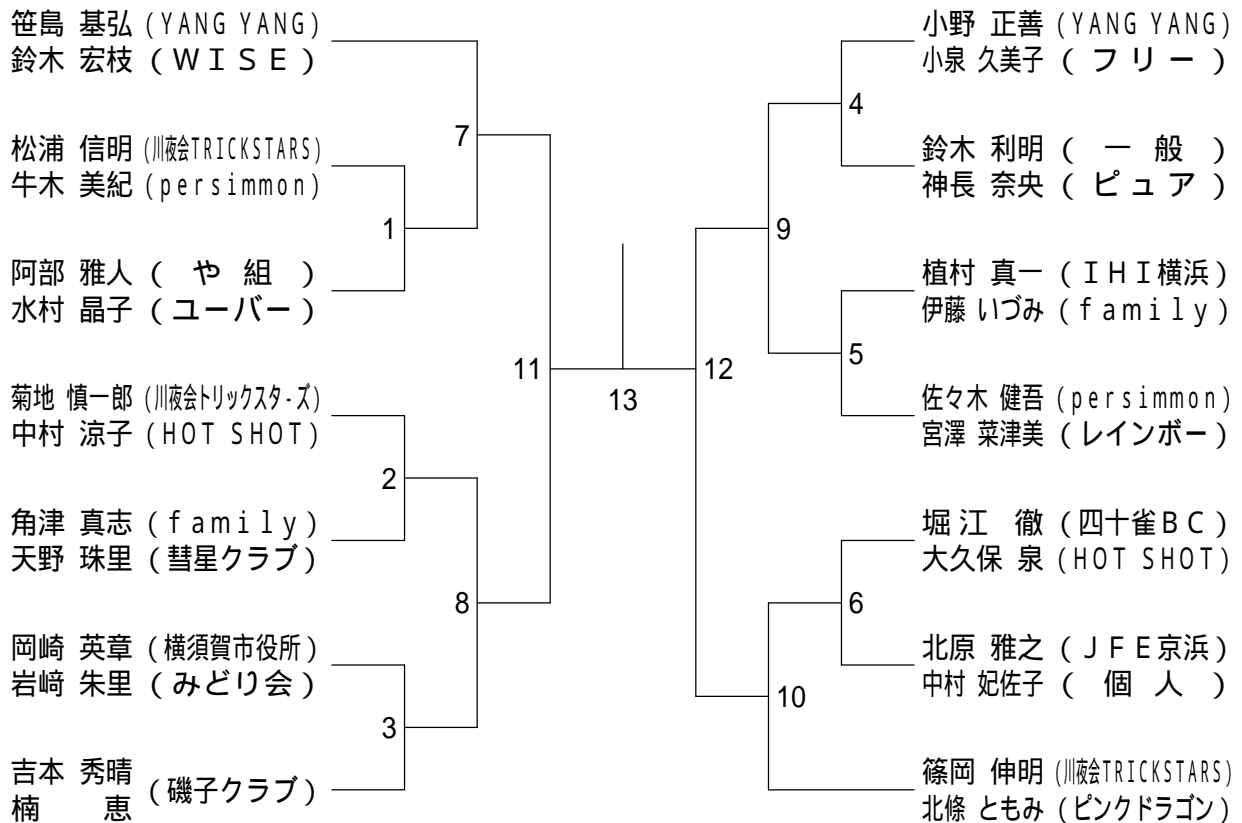 笹島 基弘 (YANG YANG)
鈴木 宏枝 (ＷＩＳＥ)
松浦 信明 (川夜会TRICKSTARS)
牛木 美紀 (persimmon)
阿部 雅人 ( や 組 )
水村 晶子 (ユーバー)
菊地 慎一郎 (川夜会トリックスタ-ズ)
中村 涼子 (HOT SHOT)
角津 真志 (ｆａｍｉｌｙ)
天野 珠里 (彗星クラブ)
岡崎 英章 (横須賀市役所)
岩﨑 朱里 (みどり会)
吉本 秀晴
楠 恵
(磯子クラブ)
7
1
2
8
3
11
13
12
小野 正善 (YANG YANG)
小泉 久美子 ( フリー )
鈴木 利明 ( 一 般 )
神長 奈央 ( ピュア )
植村 真一 (ＩＨＩ横浜)
伊藤 いづみ (ｆａｍｉｌｙ)
佐々木 健吾 (persimmon)
宮澤 菜津美 (レインボー)
堀江 徹 (四十雀ＢＣ)
大久保 泉 (HOT SHOT)
北原 雅之 (ＪＦＥ京浜)
中村 妃佐子 ( 個 人 )
篠岡 伸明 (川夜会TRICKSTARS)
北條 ともみ (ピンクドラゴン)
4
9
5
6
10